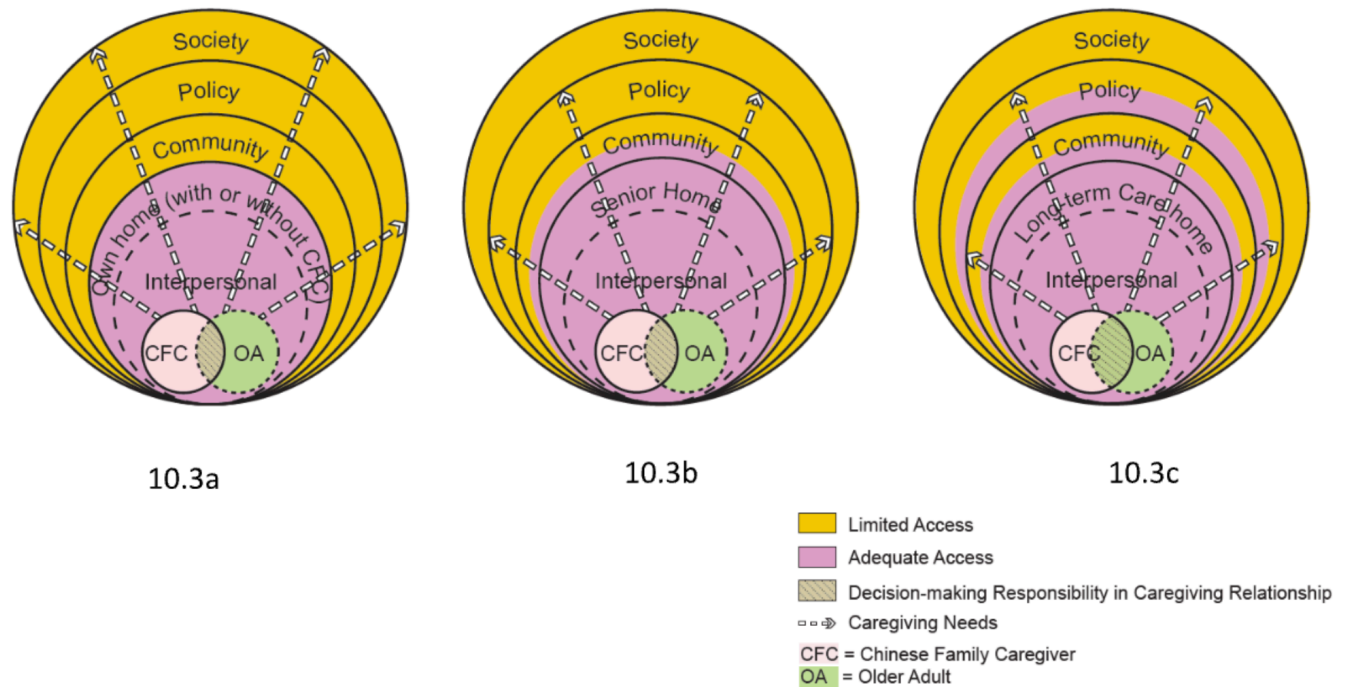 Society
Policy
Community
Own home (with or without CFC)
Interpersonal
CFC
OA
10.3a
Society
Policy
Community
Senior Home
Interpersonal
CFC
OA
10.3b
Society
Policy
Community
Long-term Care home
Interpersonal
CFC
OA
10.3c
Limited Access
Adequate Access
Decision-making Responsibility in Caregiving Relationship
Caregiving Needs
CFC = Chinese Family Caregiver
OA = Older Adult